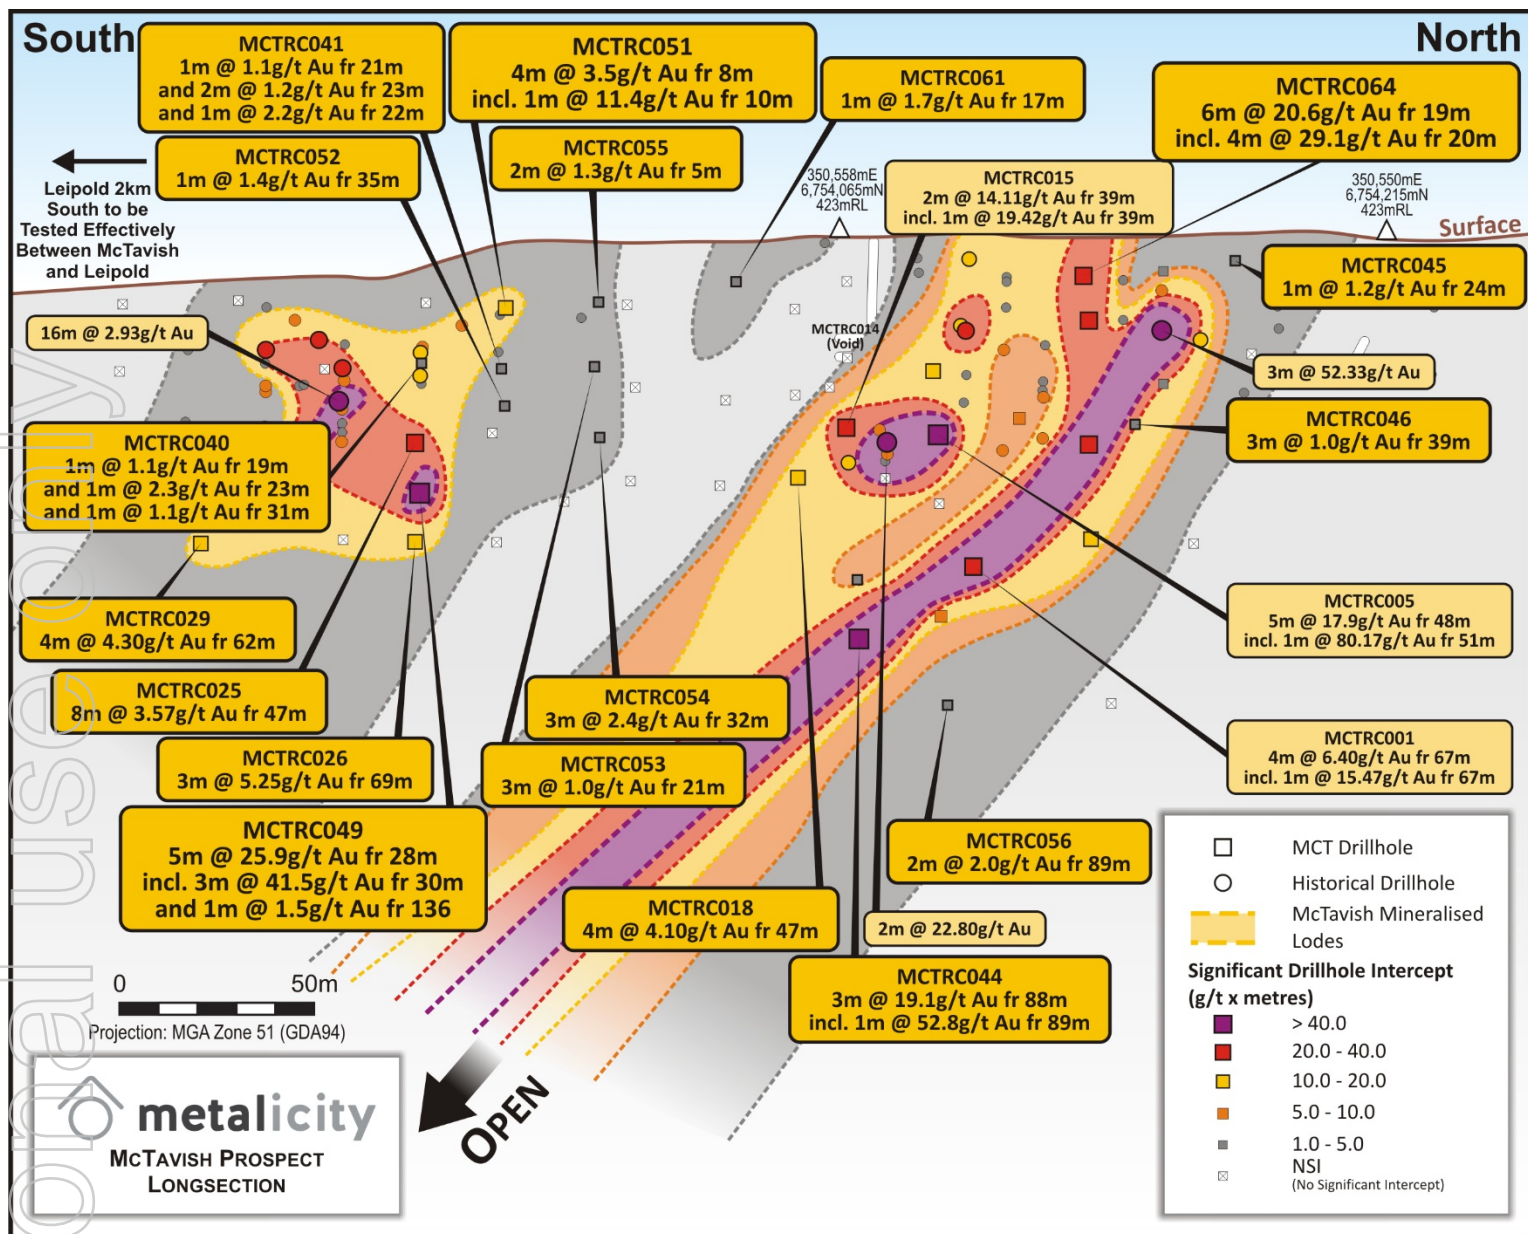 South
North
MCTRC041
1m @ 1.1g/t Au fr 21m
and 2m @ 1.2g/t Au fr 23m
and 1m @ 2.2g/t Au fr 22m
MCTRC051
4m @ 3.5g/t Au fr 8m
incl. 1m @ 11.4g/t Au fr 10m
MCTRC061
1m @ 1.7g/t Au fr 17m
MCTRC064
6m @ 20.6g/t Au fr 19m
incl. 4m @ 29.1g/t Au fr 20m
MCTRC052
1m @ 1.4g/t Au fr 35m
MCTRC055
2m @ 1.3g/t Au fr 5m
Leipold 2km
South to be
Tested Effectively
Between McTavish
and Leipold
350,558mE
6,754,065mN
423mRL
MCTRC015
2m @ 14.11g/t Au fr 39m
incl. 1m @ 19.42g/t Au fr 39m
350,550mE
6,754,215mN
423mRL
Surface
MCTRC045
1m @ 1.2g/t Au fr 24m
16m @ 2.93g/t Au
MCTRC014
(Void)
3m @ 52.33g/t Au
MCTRC046
3m @ 1.0g/t Au fr 39m
MCTRC040
1m @ 1.1g/t Au fr 19m
and 1m @ 2.3g/t Au fr 23m
and 1m @ 1.1g/t Au fr 31m
MCTRC029
4m @ 4.30g/t Au fr 62m
MCTRC005
5m @ 17.9g/t Au fr 48m
incl. 1m @ 80.17g/t Au fr 51m
MCTRC025
8m @ 3.57g/t Au fr 47m
MCTRC054
3m @ 2.4g/t Au fr 32m
MCTRC026
3m @ 5.25g/t Au fr 69m
MCTRC053
3m @ 1.0g/t Au fr 21m
MCTRC001
4m @ 6.40g/t Au fr 67m
incl. 1m @ 15.47g/t Au fr 67m
MCTRC049
5m @ 25.9g/t Au fr 28m
incl. 3m @ 41.5g/t Au fr 30m
and 1m @ 1.5g/t Au fr 136
MCTRC056
2m @ 2.0g/t Au fr 89m
MCTRC018
4m @ 4.10g/t Au fr 47m
2m @ 22.80g/t Au
MCTRC044
3m @ 19.1g/t Au fr 88m
incl. 1m @ 52.8g/t Au fr 89m
0 50m
Projection: MGA Zone 51 (GDA94)
OPEN
metalicity
MCTAVISH PROSPECT
LONGSECTION
MCT Drillhole
Historical Drillhole
McTavish Mineralised
Lodes
Significant Drillhole Intercept
(g/t x metres)
> 40.0
20.0 - 40.0
10.0 - 20.0
5.0 - 10.0
1.0 - 5.0
NSI
(No Significant Intercept)
onal use only